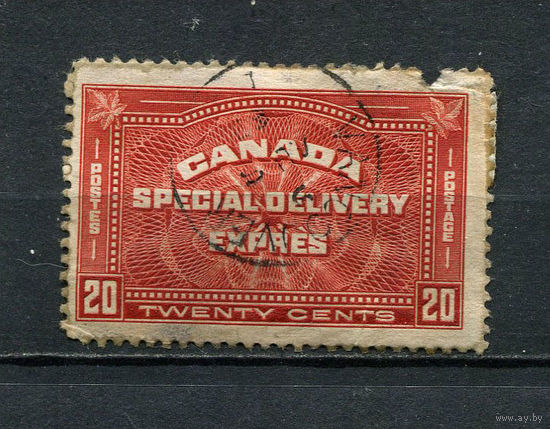 CANADA
SPECIAL DELIVERY
EXPRES
POSTES
POSTAGE
20
TWENTY CENTS
20
www.ay.by